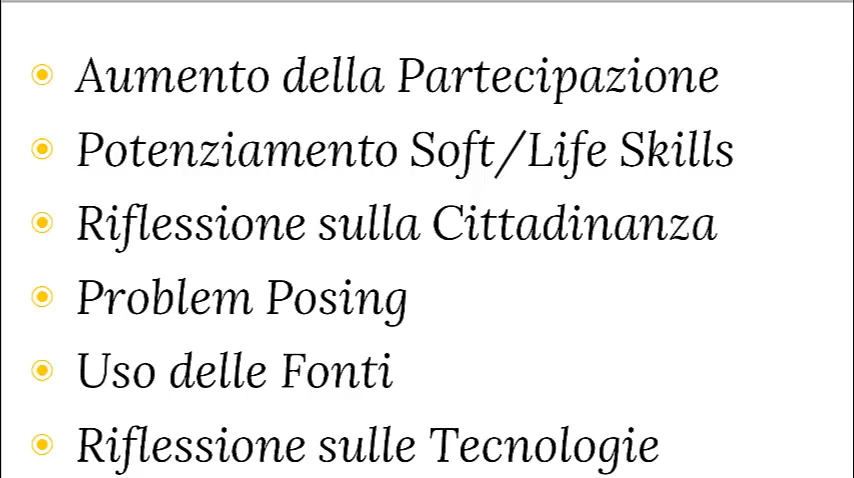 Aumento della Partecipazione
Potenziamento Soft/Life Skills
Riflessione sulla Cittadinanza
Problem Posing
Uso delle Fonti
Riflessione sulle Tecnologie